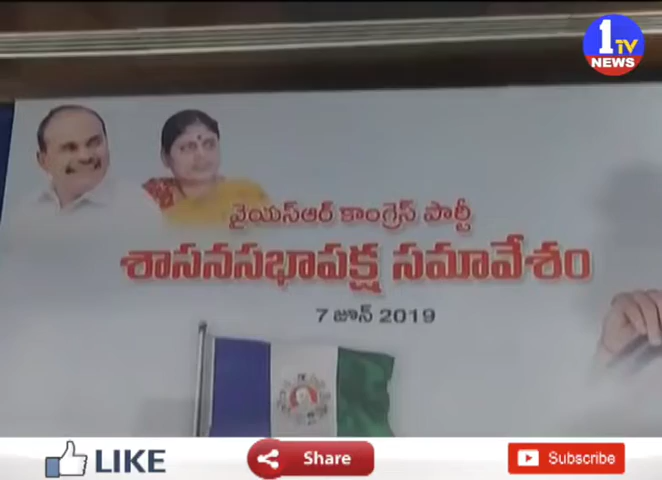 1TV
NEWS
వైయస్ఆర్ కాంగ్రెస్ పార్టీ
శాసనసభాపక్ష సమావేశం
7 జూన్ 2019
LIKE
Share
Subscribe